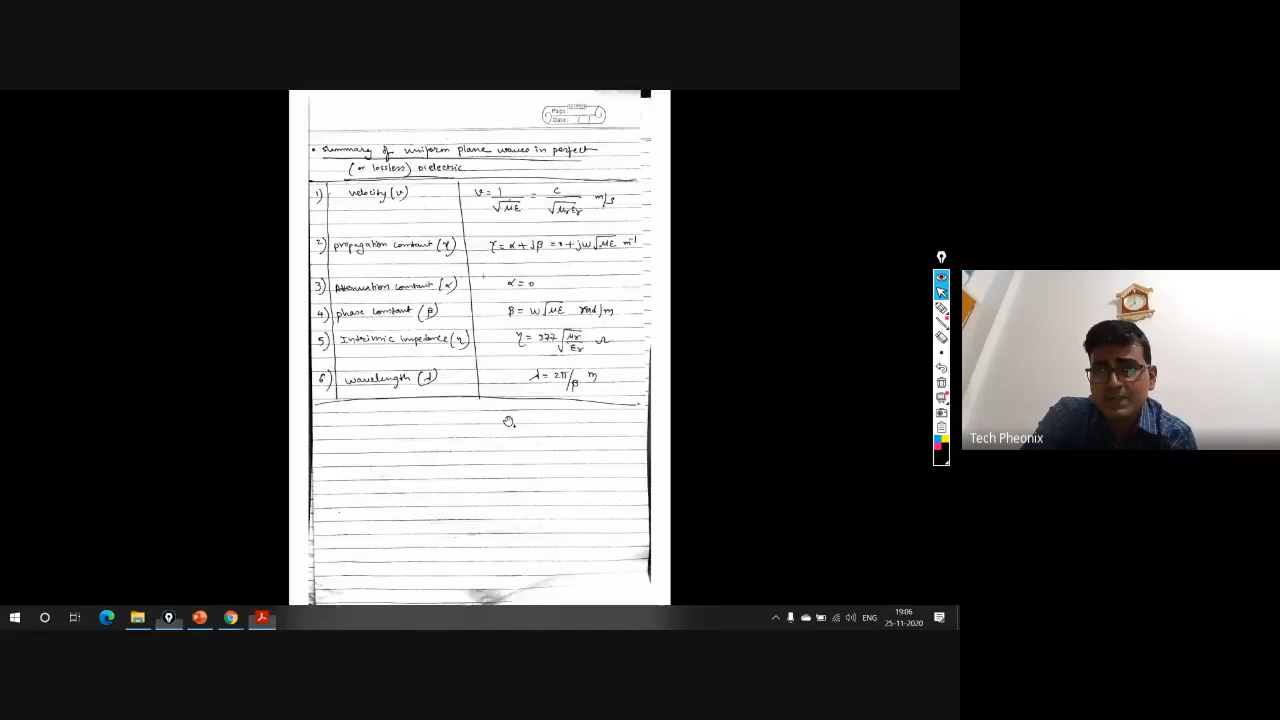 Page:
Date:
• Summary of uniform plane waves in perfect
(or lossless) Dielectric
1) velocity (v) v = 1/√με = c/√μrεr m/s
2) propagation constant (γ) γ = α + jβ = 0 + jω√με m⁻¹
3) Attenuation constant (α) α = 0
4) phase constant (β) β = ω√με rad/m
5) Intrinsic impedance (η) η = 377 √μr/εr Ω
6) wavelength (λ) λ = 2π/β m
Tech Pheonix
ENG
19:06
25-11-2020